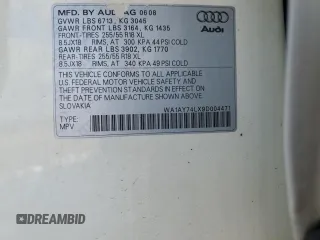 MFD. BY AUDI AG 06 08
GVWR LBS 6713, KG 3045
GAWR FRONT LBS 3164, KG 1435
FRONT-TIRES 255/55 R18 XL
8.5JX18 RIMS, AT 300 KPA 44 PSI COLD
GAWR REAR LBS 3902, KG 1770
REAR-TIRES 255/55 R18 XL
8.5JX18 RIMS, AT 340 KPA 49 PSI COLD
THIS VEHICLE CONFORMS TO ALL APPLICABLE
U.S. FEDERAL MOTOR VEHICLE SAFETY AND
THEFT PREVENTION STANDARDS IN EFFECT
ON THE DATE OF MANUFACTURE SHOWN ABOVE
SLOVAKIA
TYPE:
MPV
Audi
DREAMBID